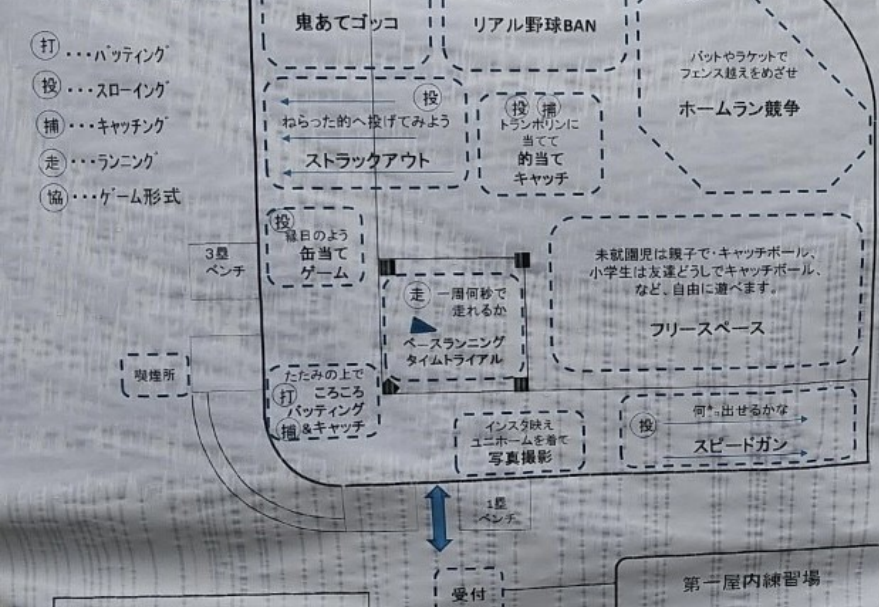 打・・・バッティング
投・・・スローイング
捕・・・キャッチング
走・・・ランニング
協・・・ゲーム形式
鬼あてゴッコ
リアル野球BAN
バットやラケットで
フェンス越えをめざせ
ホームラン競争
投
ねらった的へ投げてみよう
ストラックアウト
投 捕
トランポリンに
当てて
的当て
キャッチ
投
縁日のよう
缶当て
ゲーム
3塁
ベンチ
走 一周何秒で
走れるか
ベースランニング
タイムトライアル
未就園児は親子で・キャッチボール、
小学生は友達どうしでキャッチボール、
など、自由に遊べます。
フリースペース
喫煙所
たたみの上で
打 ころころ
バッティング
捕 &キャッチ
インスタ映え
ユニホームを着て
写真撮影
投
何㌔出せるかな
スピードガン
1塁
ベンチ
受付
第一屋内練習場